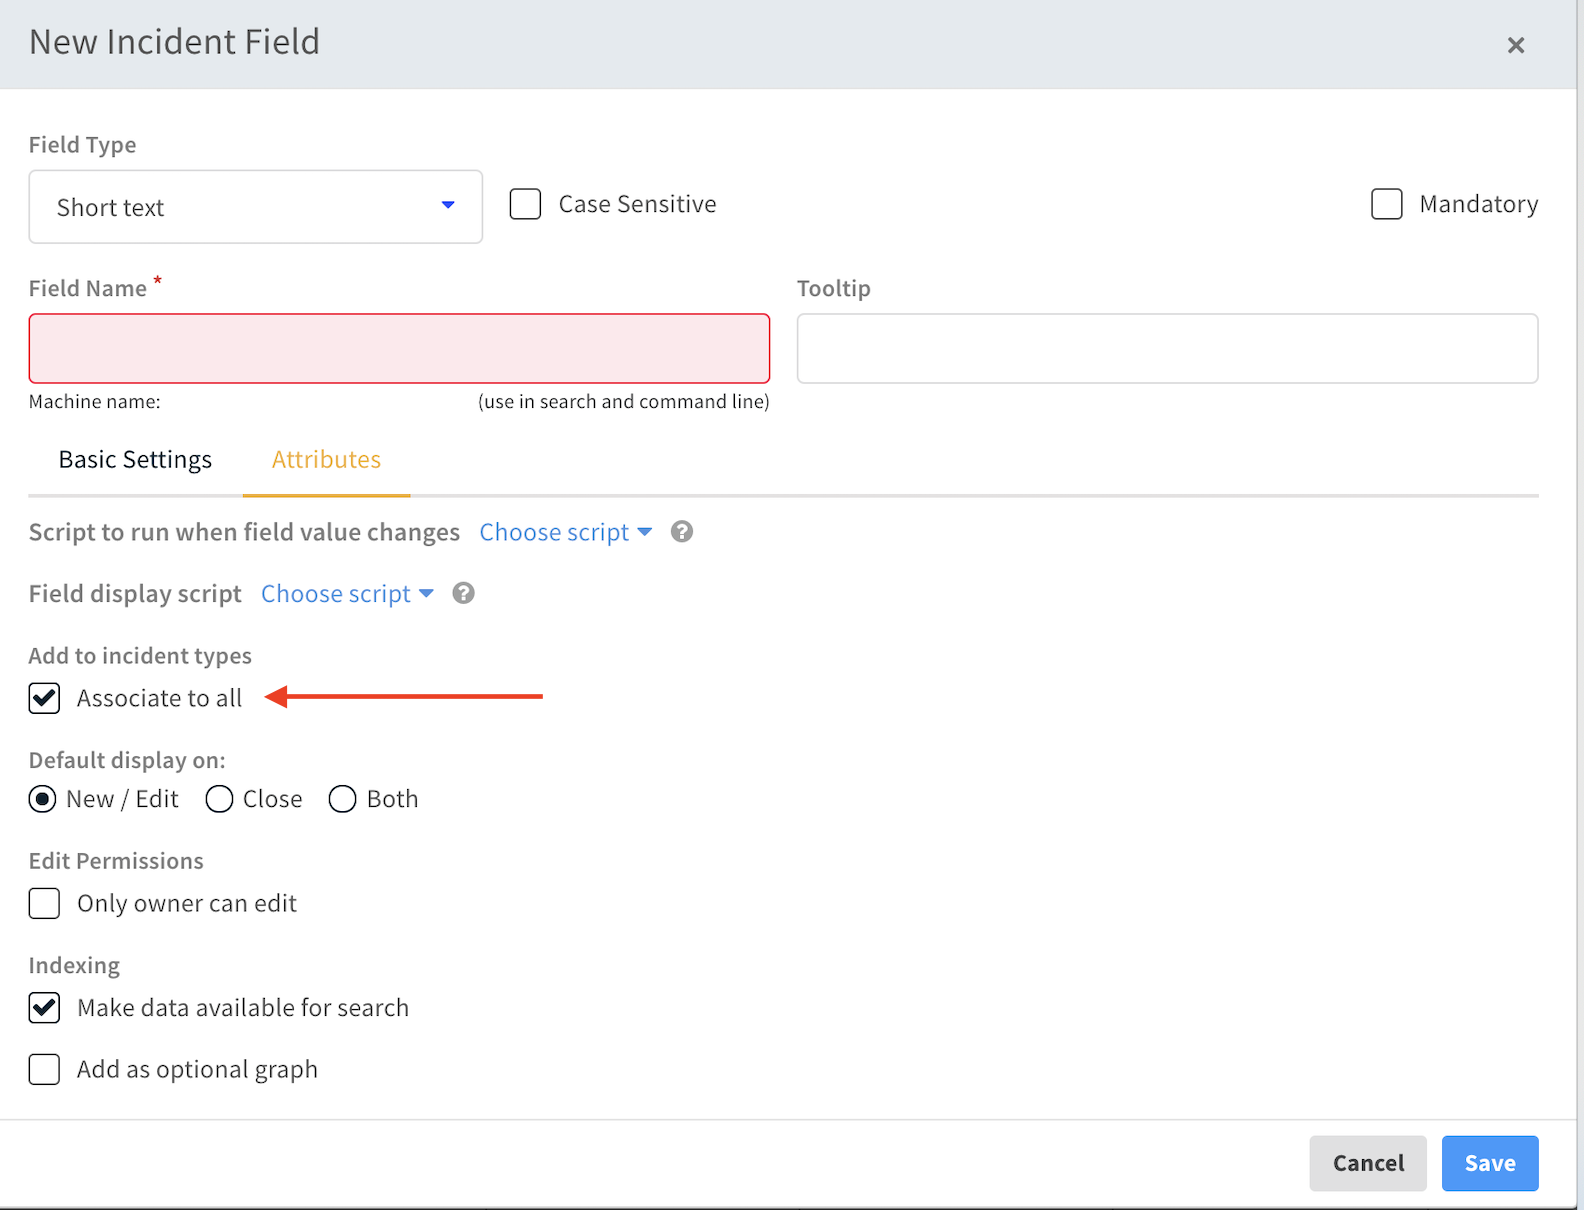 New Incident Field
×
Field Type
Short text
Case Sensitive
Mandatory
Field Name *
Tooltip
Machine name: (use in search and command line)
Basic Settings Attributes
Script to run when field value changes Choose script ?
Field display script Choose script ?
Add to incident types
Associate to all
Default display on:
New / Edit Close Both
Edit Permissions
Only owner can edit
Indexing
Make data available for search
Add as optional graph
Cancel Save